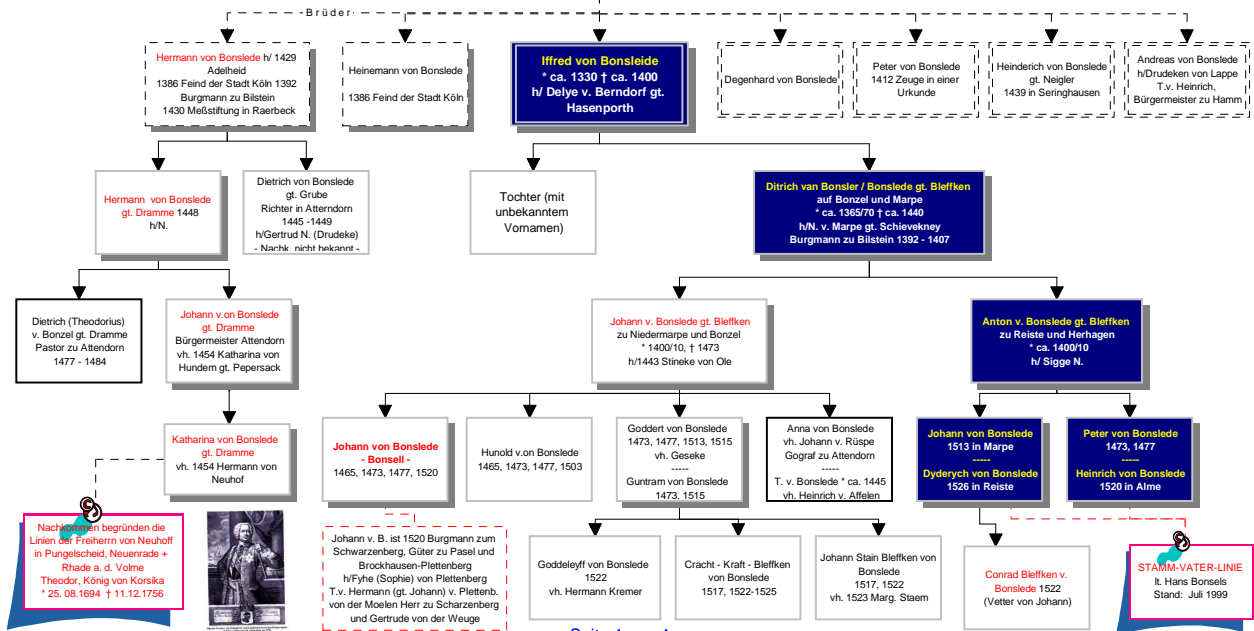 Brüder
Hermann von Bonslede h/ 1429
Adelheid
1386 Feind der Stadt Köln 1392
Burgmann zu Bilstein
1430 Meßstiftung in Raerbeck
Heinemann von Bonslede
1386 Feind der Stadt Köln
Iffred von Bonsleide
* ca. 1330 † ca. 1400
h/ Delye v. Berndorf gt.
Hasenporth
Degenhard von Bonslede
Peter von Bonslede
1412 Zeuge in einer
Urkunde
Heinderich von Bonslede
gt. Neigler
1439 in Seringhausen
Andreas von Bonslede
h/Drudeken von Lappe
T.v. Heinrich,
Bürgermeister zu Hamm
Hermann von Bonslede
gt. Dramme 1448
h/N.
Dietrich von Bonslede
gt. Grube
Richter in Atterndorn
1445 -1449
h/Gertrud N. (Drudeke)
- Nachk. nicht bekannt -
Tochter (mit
unbekanntem
Vornamen)
Ditrich van Bonsler / Bonslede gt. Bleffken
auf Bonzel und Marpe
* ca. 1365/70 † ca. 1440
h/N. v. Marpe gt. Schievekney
Burgmann zu Bilstein 1392 - 1407
Dietrich (Theodorius)
v. Bonzel gt. Dramme
Pastor zu Attendorn
1477 - 1484
Johann v.on Bonslede
gt. Dramme
Bürgermeister Attendorn
vh. 1454 Katharina von
Hundem gt. Pepersack
Johann v. Bonslede gt. Bleffken
zu Niedermarpe und Bonzel
* 1400/10, † 1473
h/1443 Stineke von Ole
Anton v. Bonslede gt. Bleffken
zu Reiste und Herhagen
* ca. 1400/10
h/ Sigge N.
Katharina von Bonslede
gt. Dramme
vh. 1454 Hermann von
Neuhof
Johann von Bonslede
- Bonsell -
1465, 1473, 1477, 1520
Hunold v.on Bonslede
1465, 1473, 1477, 1503
Goddert von Bonslede
1473, 1477, 1513, 1515
vh. Geseke
-----
Guntram von Bonslede
1473. 1515
Anna von Bonslede
vh. Johann v. Rüspe
Gograf zu Attendorn
-----
T. v. Bonslede * ca. 1445
vh. Heinrich v. Affelen
Johann von Bonslede
1513 in Marpe
-----
Dyderych von Bonslede
1526 in Reiste
Peter von Bonslede
1473, 1477
-----
Heinrich von Bonslede
1520 in Alme
Nachkommen begründen die
Linien der Freiherrn von Neuhoff
in Pungelscheid, Neuenrade +
Rhade a. d. Volme
Theodor, König von Korsika
* 25. 08.1694 † 11.12.1756
Johann v. B. ist 1520 Burgmann zum
Schwarzenberg, Güter zu Pasel und
Brockhausen-Plettenberg
h/Fyhe (Sophie) von Plettenberg
T.v. Hermann (gt. Johann) v. Plettenb.
von der Moelen Herr zu Scharzenberg
und Gertrude von der Weuge
Goddeleyff von Bonslede
1522
vh. Hermann Kremer
Cracht - Kraft - Bleffken
von Bonslede
1517, 1522-1525
Johann Stain Bleffken von
Bonslede
1517, 1522
vh. 1523 Marg. Staem
Conrad Bleffken v.
Bonslede 1522
(Vetter von Johann)
STAMM-VATER-LINIE
lt. Hans Bonsels
Stand: Juli 1999